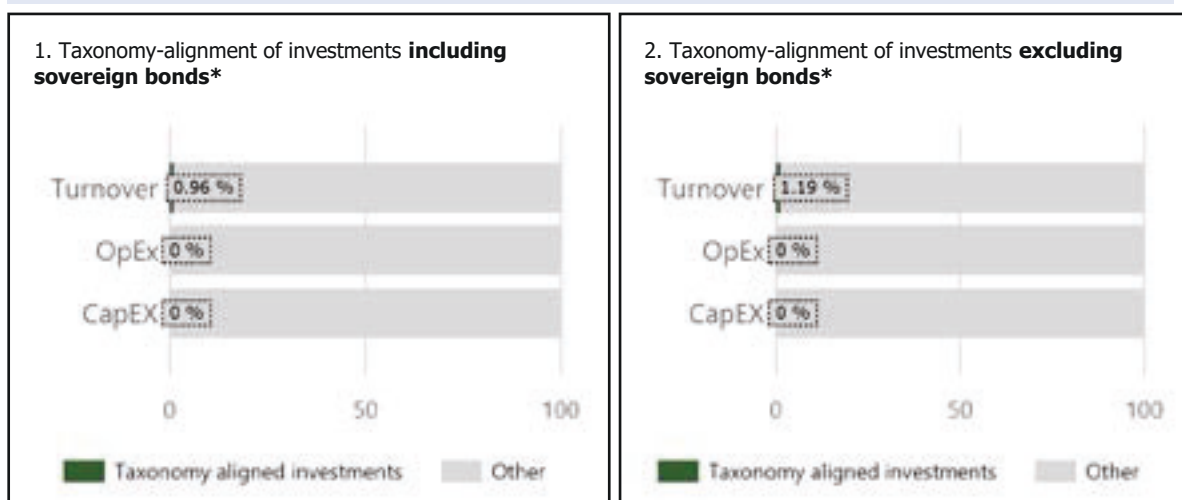 1. Taxonomy-alignment of investments including
sovereign bonds*
Turnover 0.96 %
OpEx 0 %
CapEX 0 %
0 50 100
Taxonomy aligned investments Other
2. Taxonomy-alignment of investments excluding
sovereign bonds*
Turnover 1.19 %
OpEx 0 %
CapEX 0 %
0 50 100
Taxonomy aligned investments Other